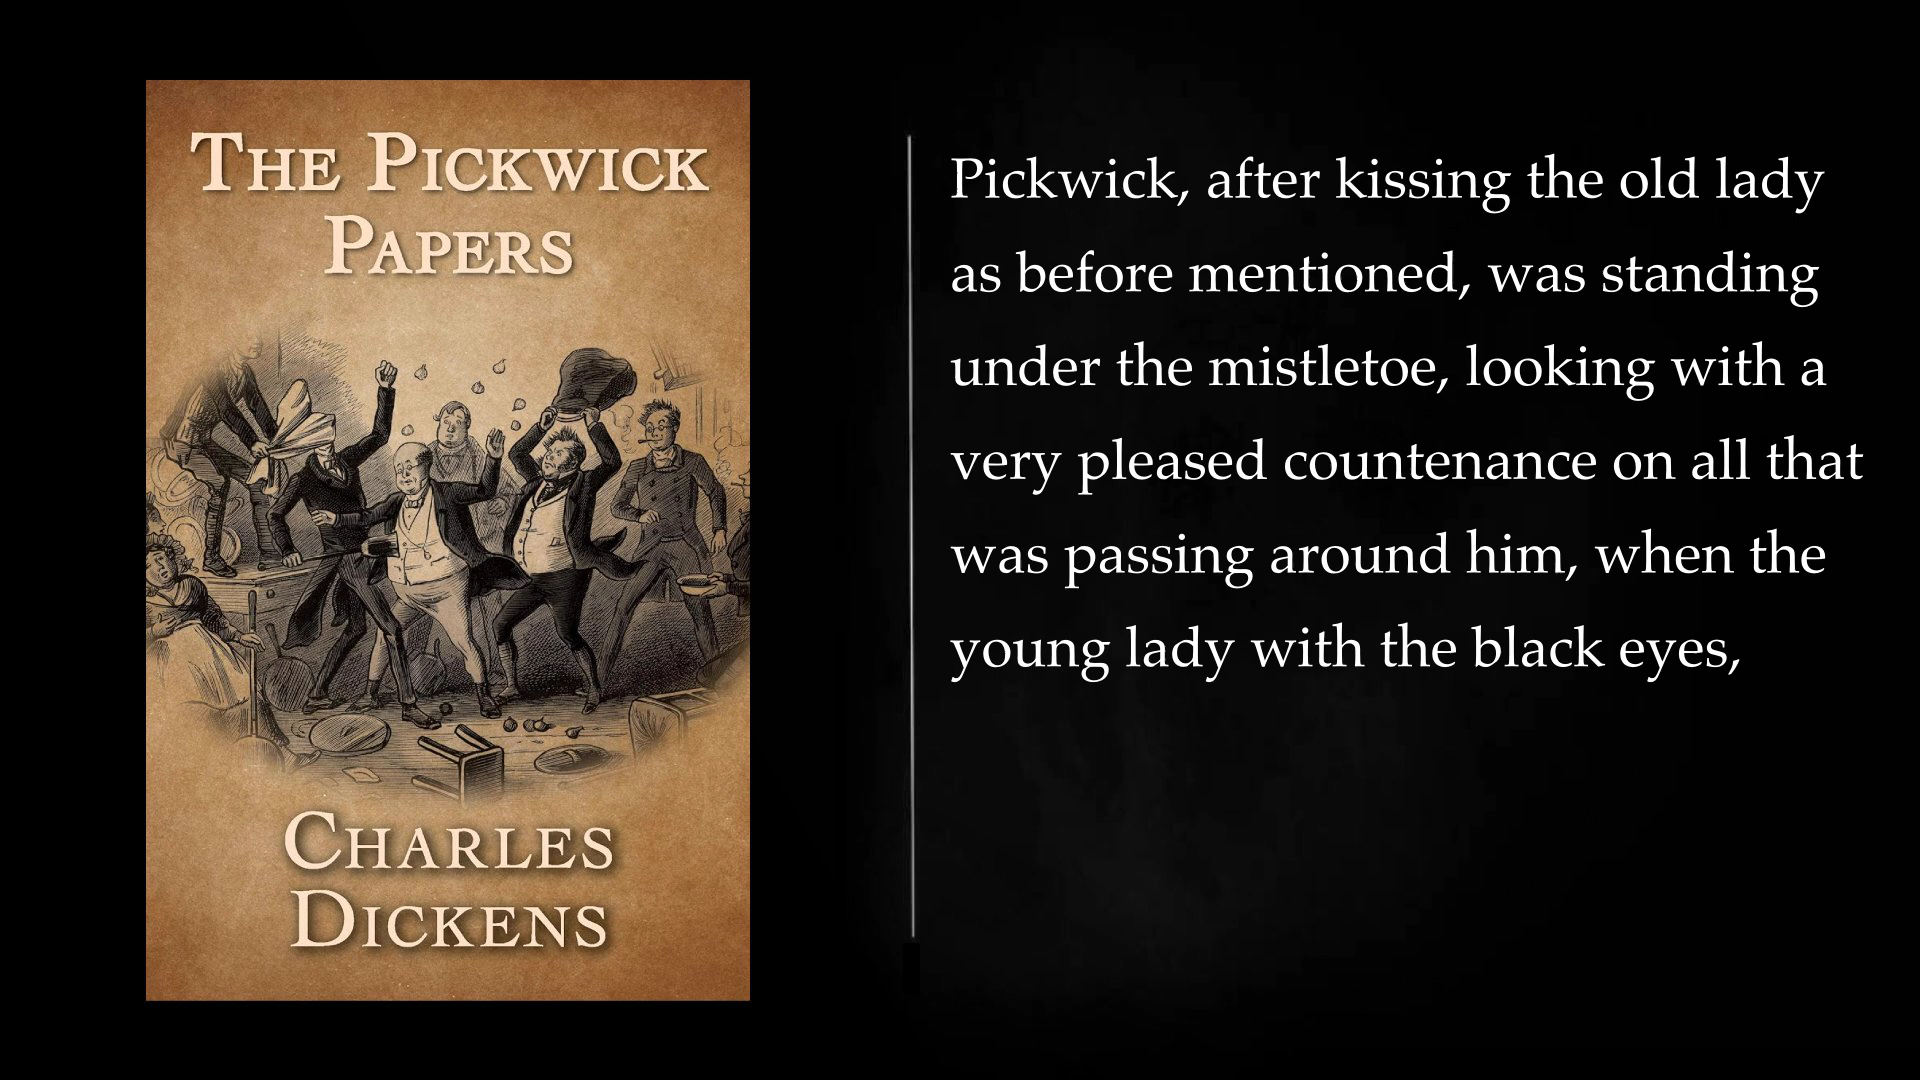 The Pickwick
Papers
Charles
Dickens
Pickwick, after kissing the old lady
as before mentioned, was standing
under the mistletoe, looking with a
very pleased countenance on all that
was passing around him, when the
young lady with the black eyes,